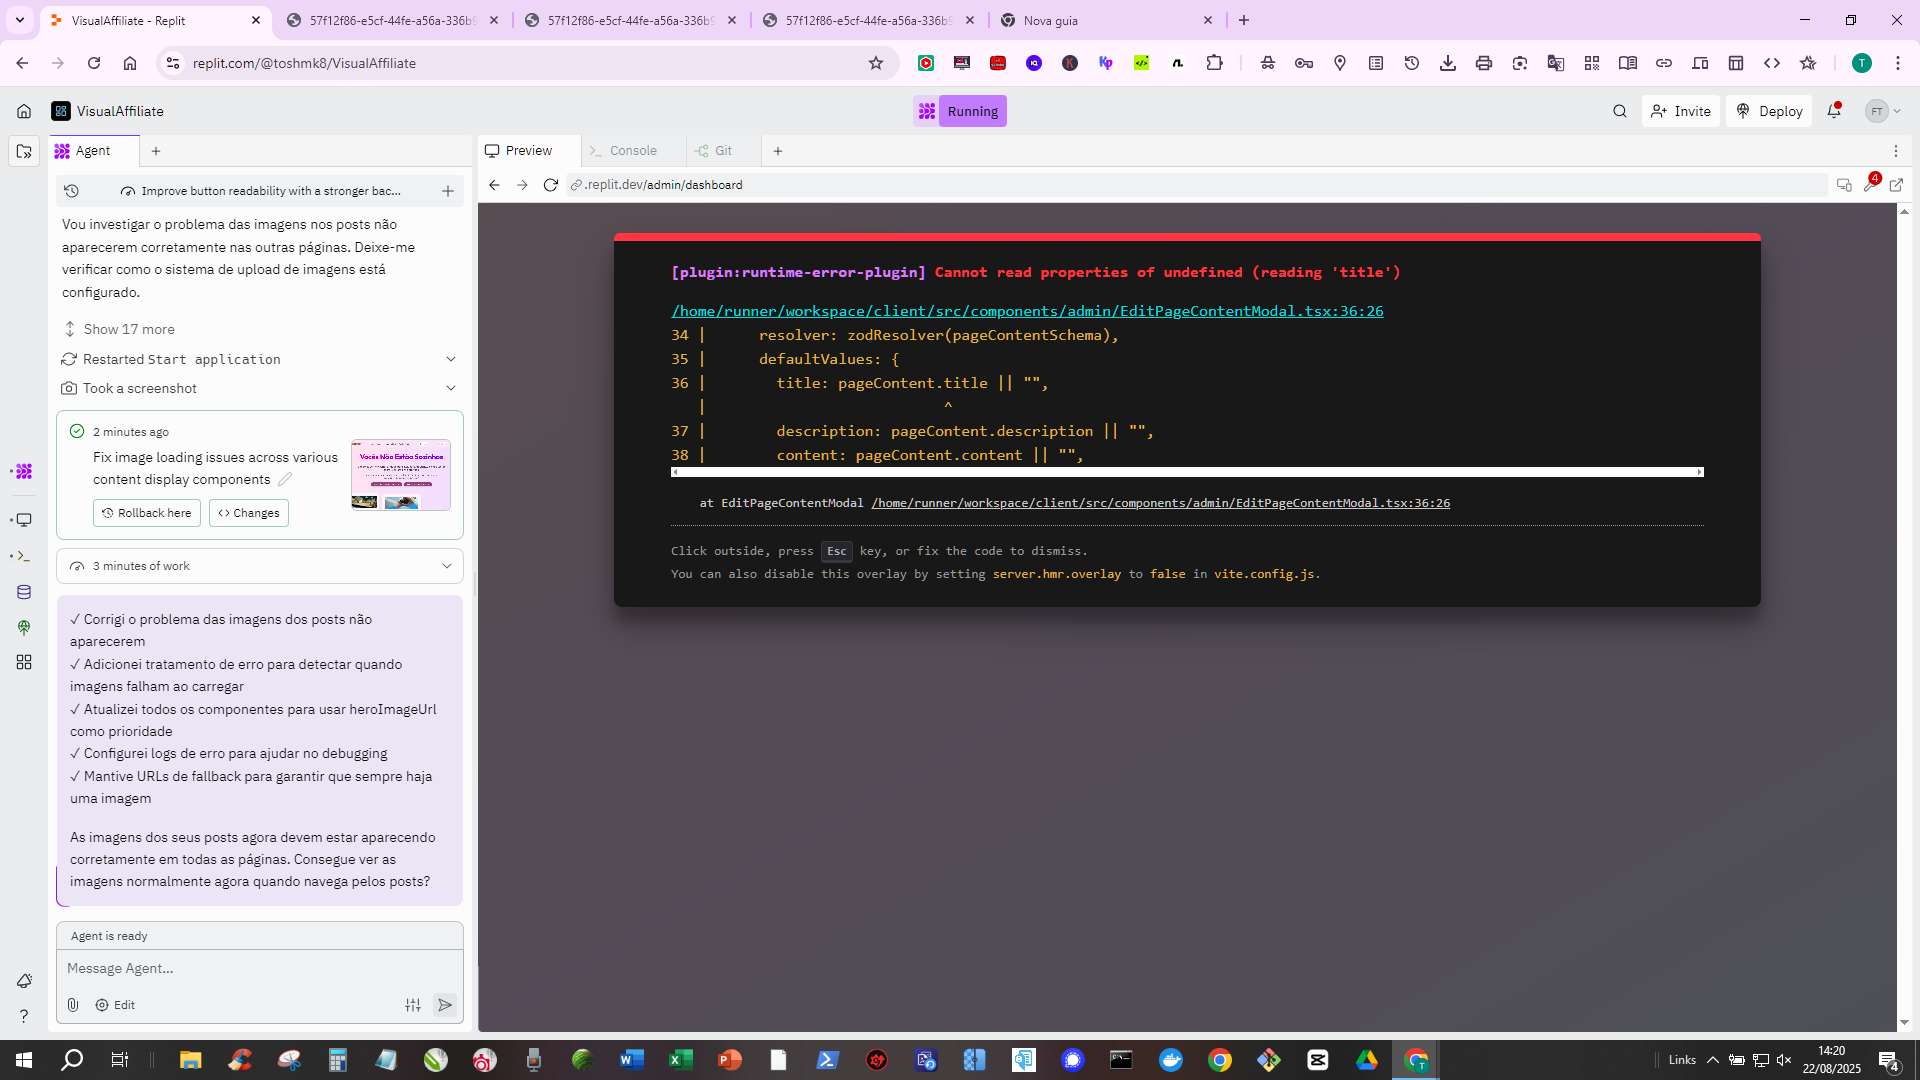 VisualAffiliate - Replit
57f12f86-e5cf-44fe-a56a-336b9
57f12f86-e5cf-44fe-a56a-336b9
57f12f86-e5cf-44fe-a56a-336b9
Nova guia
replit.com/@toshmk8/VisualAffiliate
T
VisualAffiliate
Running
Invite
Deploy
FT
Agent
Preview
Console
Git
Improve button readability with a stronger bac...
.replit.dev/admin/dashboard
4
Vou investigar o problema das imagens nos posts não
aparecerem corretamente nas outras páginas. Deixe-me
verificar como o sistema de upload de imagens está
configurado.
Show 17 more
Restarted Start application
Took a screenshot
2 minutes ago
Fix image loading issues across various
content display components
Vocês Não Estão Sozinhos
Rollback here
Changes
3 minutes of work
✓ Corrigi o problema das imagens dos posts não
aparecerem
✓ Adicionei tratamento de erro para detectar quando
imagens falham ao carregar
✓ Atualizei todos os componentes para usar heroImageUrl
como prioridade
✓ Configurei logs de erro para ajudar no debugging
✓ Mantive URLs de fallback para garantir que sempre haja
uma imagem
As imagens dos seus posts agora devem estar aparecendo
corretamente em todas as páginas. Consegue ver as
imagens normalmente agora quando navega pelos posts?
Agent is ready
Message Agent...
Edit
[plugin:runtime-error-plugin] Cannot read properties of undefined (reading 'title')
/home/runner/workspace/client/src/components/admin/EditPageContentModal.tsx:36:26
34 | resolver: zodResolver(pageContentSchema),
35 | defaultValues: {
36 | title: pageContent.title || "",
| ^
37 | description: pageContent.description || "",
38 | content: pageContent.content || "",
at EditPageContentModal /home/runner/workspace/client/src/components/admin/EditPageContentModal.tsx:36:26
Click outside, press Esc key, or fix the code to dismiss.
You can also disable this overlay by setting server.hmr.overlay to false in vite.config.js.
Links
14:20
22/08/2025
4